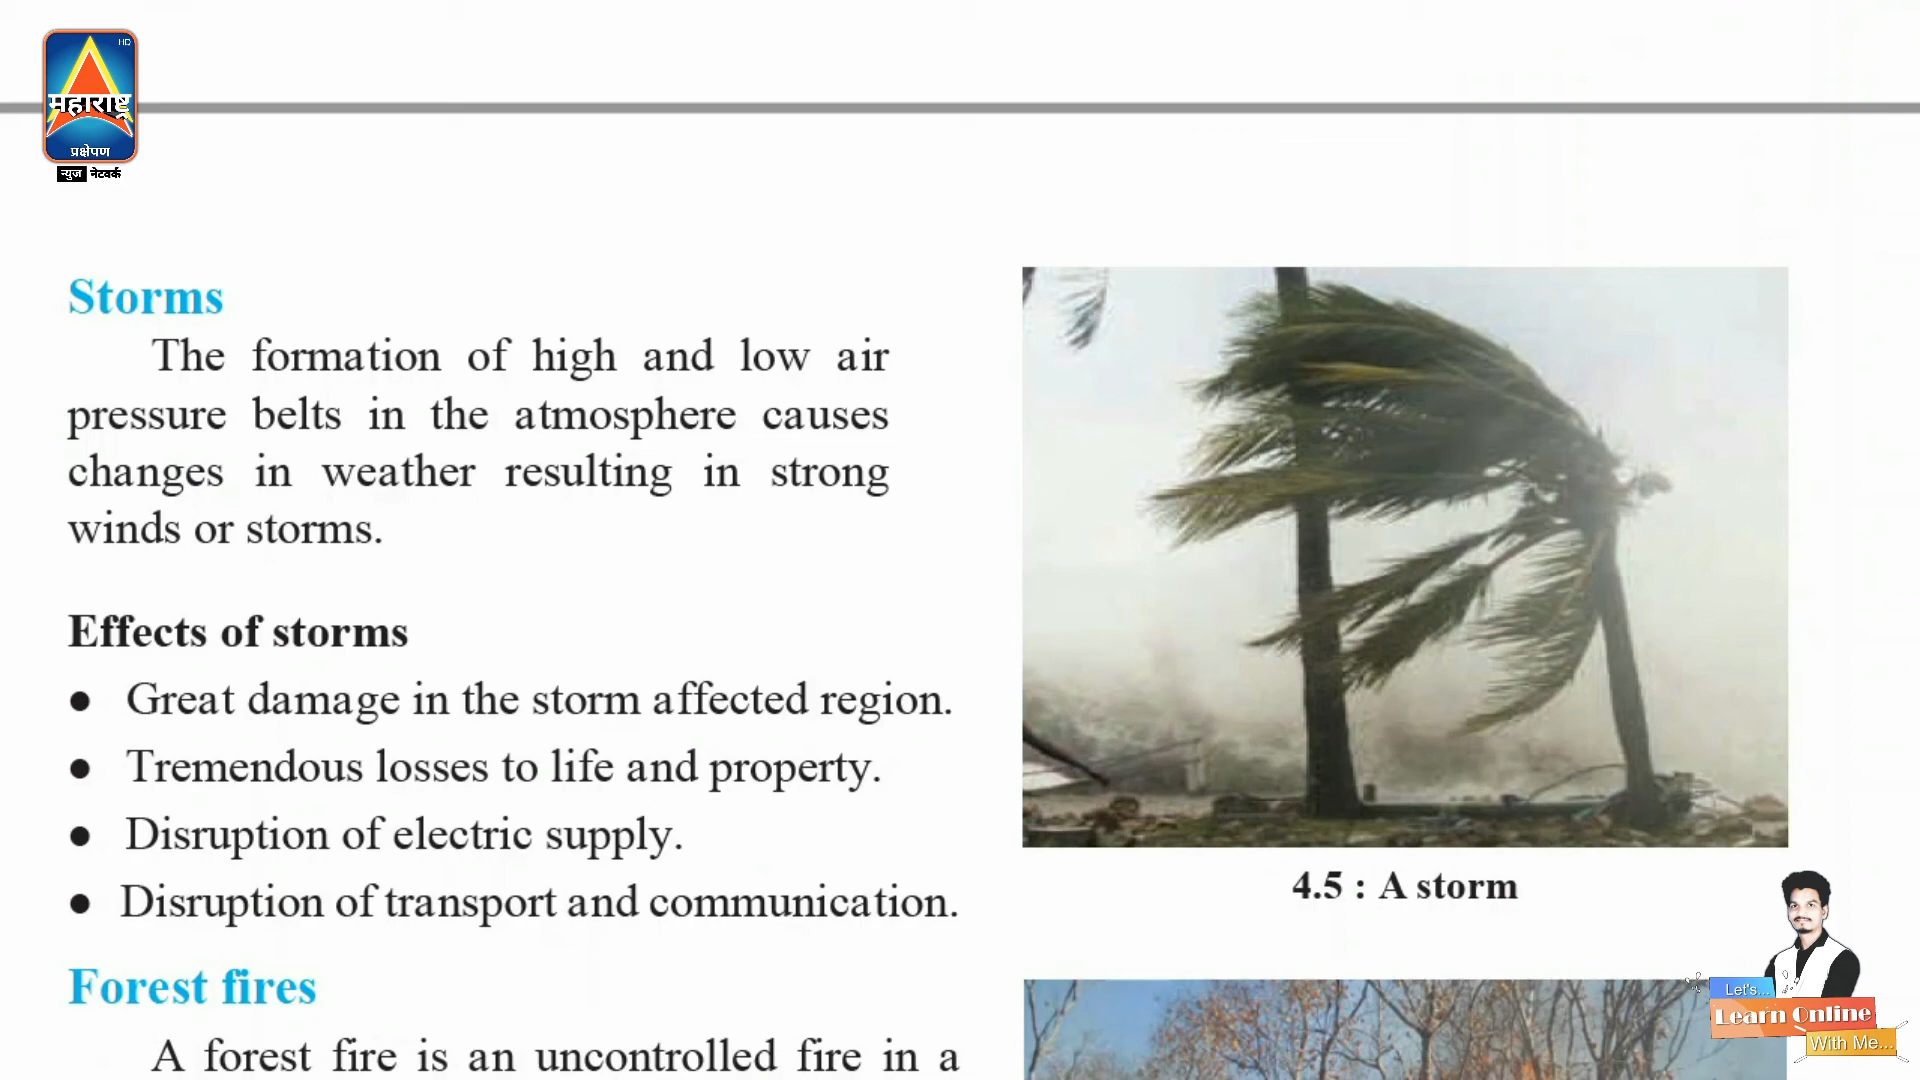 HD
महाराष्ट्र
प्रक्षेपण
न्युज नेटवर्क
Storms
The formation of high and low air
pressure belts in the atmosphere causes
changes in weather resulting in strong
winds or storms.
Effects of storms
● Great damage in the storm affected region.
● Tremendous losses to life and property.
● Disruption of electric supply.
● Disruption of transport and communication.
4.5 : A storm
Forest fires
A forest fire is an uncontrolled fire in a
Let's...
Learn Online
With Me...